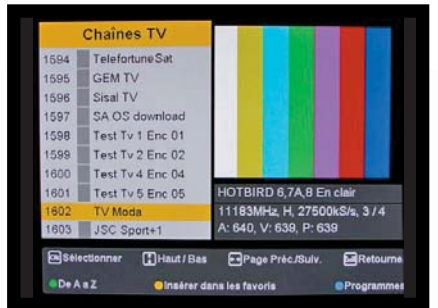 Chaînes TV
1594 TelefortuneSat
1595 GEM TV
1596 Sisal TV
1597 SA OS download
1598 Test Tv 1 Enc 01
1599 Test Tv 2 Enc 02
1600 Test Tv 4 Enc 04
1601 Test Tv 5 Enc 05
1602 TV Moda
1603 JSC Sport+1
HOTBIRD 6,7A,8 En clair
11183MHz, H, 27500kS/s, 3 / 4
A: 640, V: 639, P: 639
OK Sélectionner Haut / Bas Page Préc./Suiv. Retourne
De A a Z Insérer dans les favoris Programmes